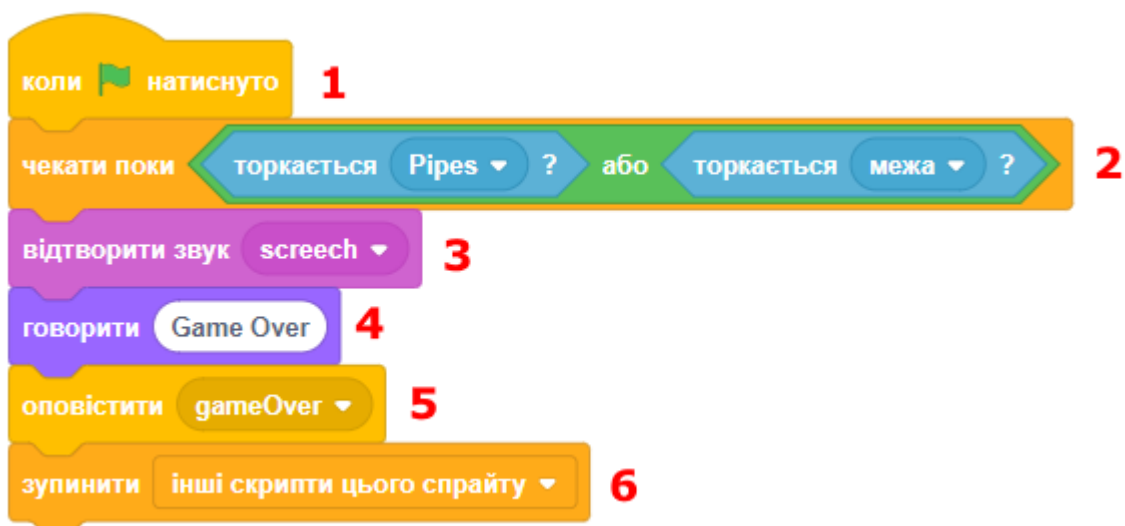 коли натиснуто 1
чекати поки торкається Pipes ? або торкається межа ? 2
відтворити звук screech 3
говорити Game Over 4
оповістити gameOver 5
зупинити інші скрипти цього спрайту 6